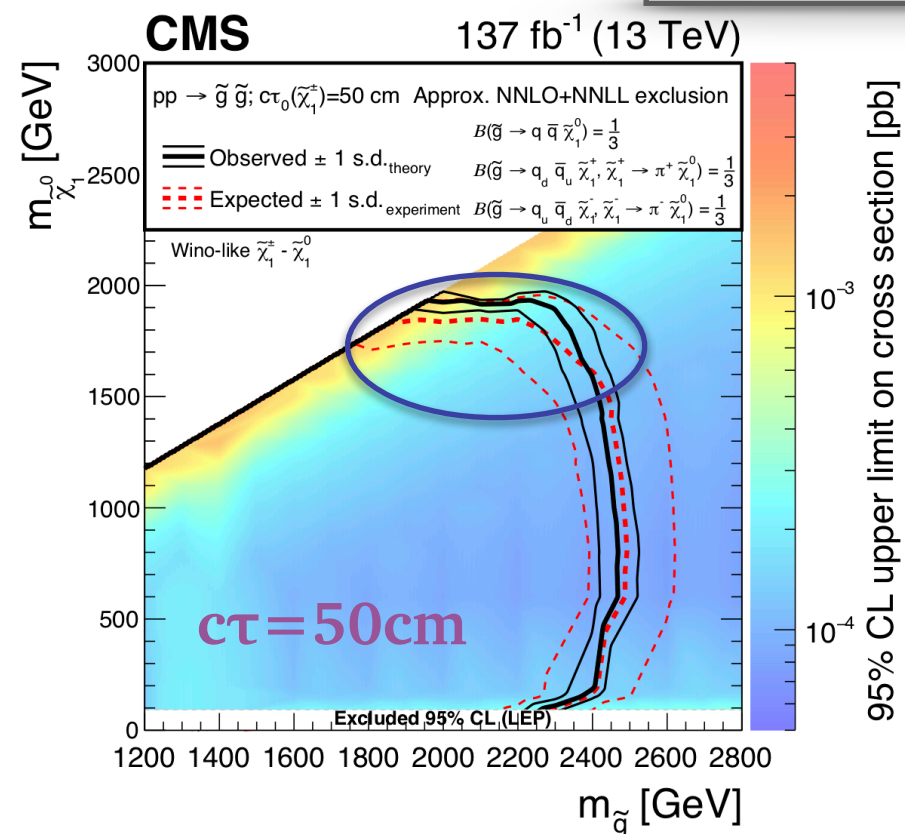 CMS 137 fb⁻¹ (13 TeV)
pp → g̃ g̃; cτ₀(χ̃₁±)=50 cm Approx. NNLO+NNLL exclusion
B(g̃ → q q̄ χ̃₁⁰) = 1/3
Observed ± 1 s.d.theory
B(g̃ → q_d q̄_u χ̃₁⁺, χ̃₁⁺ → π⁺ χ̃₁⁰) = 1/3
Expected ± 1 s.d.experiment
B(g̃ → q_u q̄_d χ̃₁⁻, χ̃₁⁻ → π⁻ χ̃₁⁰) = 1/3
Wino-like χ̃₁± - χ̃₁⁰
cτ=50cm
Excluded 95% CL (LEP)
m_χ̃₁⁰ [GeV]
3000
2500
2000
1500
1000
500
0
1200 1400 1600 1800 2000 2200 2400 2600 2800
m_g̃ [GeV]
10⁻³
10⁻⁴
95% CL upper limit on cross section [pb]